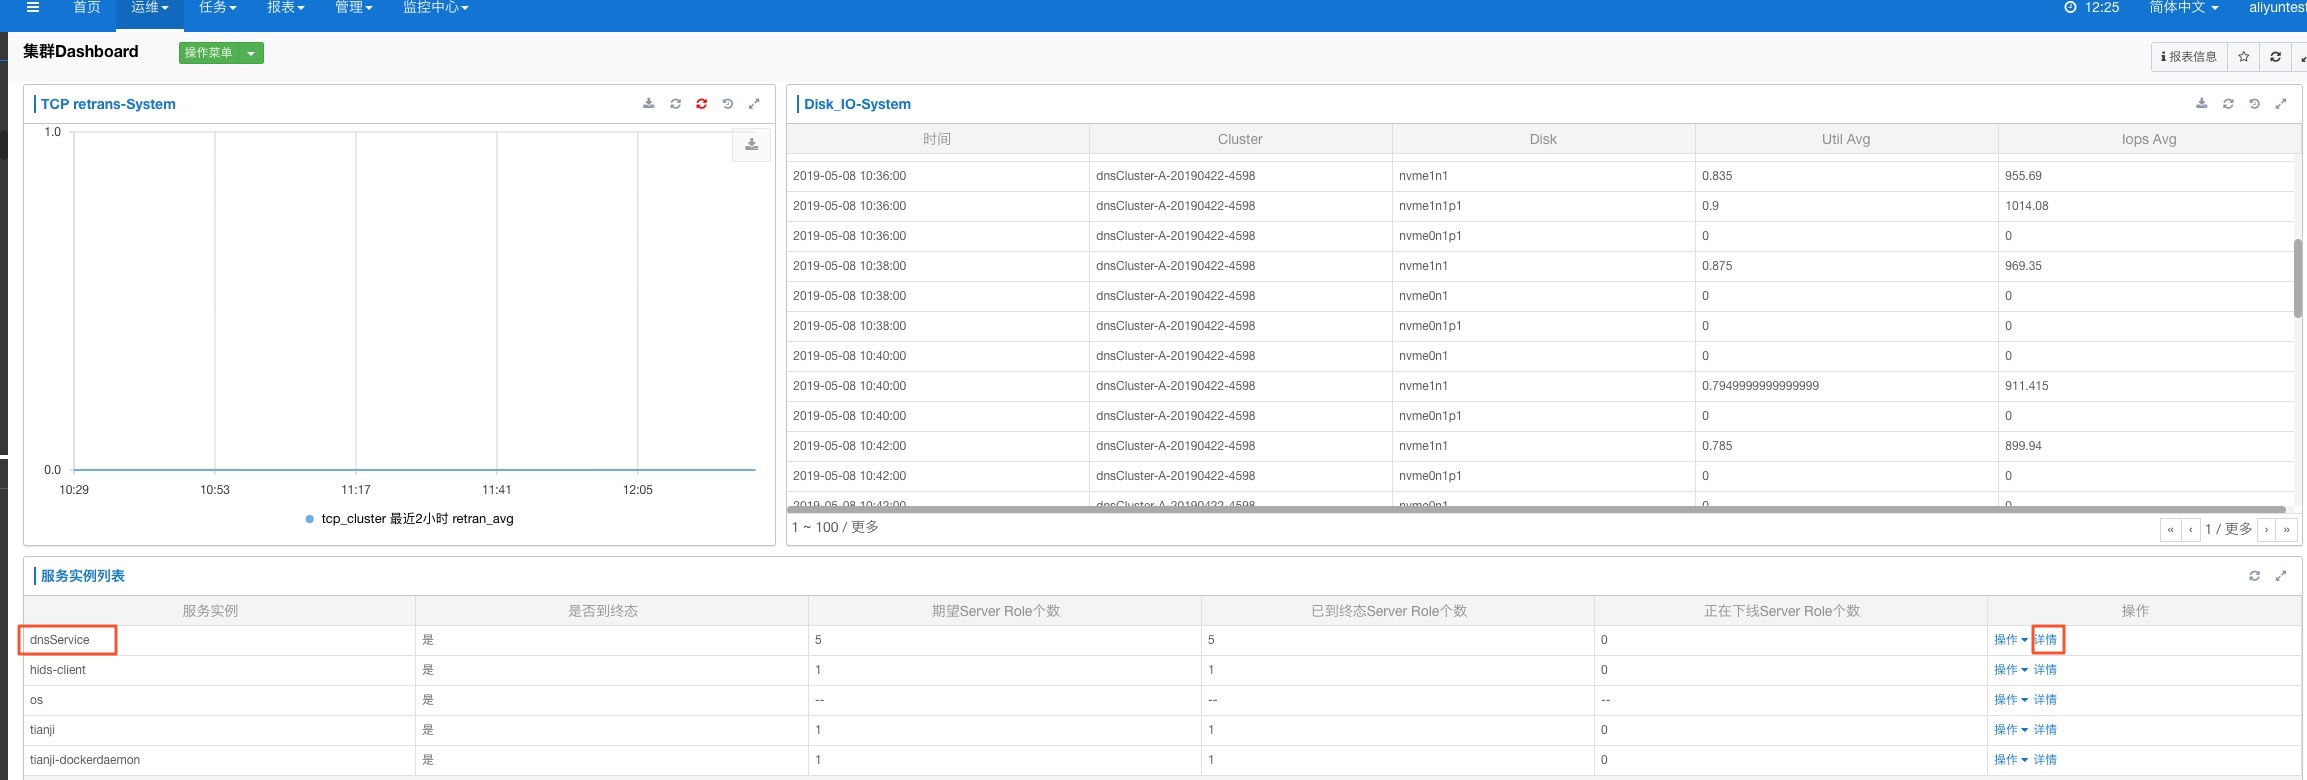 首页 运维 任务 报表 管理 监控中心 12:25 简体中文 aliyuntest
集群Dashboard 操作菜单 报表信息
TCP retrans-System
1.0
0.0
10:29 10:53 11:17 11:41 12:05
tcp_cluster 最近2小时 retran_avg
Disk_IO-System
时间 Cluster Disk Util Avg Iops Avg
2019-05-08 10:36:00 dnsCluster-A-20190422-4598 nvme1n1 0.835 955.69
2019-05-08 10:36:00 dnsCluster-A-20190422-4598 nvme1n1p1 0.9 1014.08
2019-05-08 10:36:00 dnsCluster-A-20190422-4598 nvme0n1p1 0 0
2019-05-08 10:38:00 dnsCluster-A-20190422-4598 nvme1n1 0.875 969.35
2019-05-08 10:38:00 dnsCluster-A-20190422-4598 nvme0n1 0 0
2019-05-08 10:38:00 dnsCluster-A-20190422-4598 nvme0n1p1 0 0
2019-05-08 10:40:00 dnsCluster-A-20190422-4598 nvme0n1 0 0
2019-05-08 10:40:00 dnsCluster-A-20190422-4598 nvme1n1 0.7949999999999999 911.415
2019-05-08 10:40:00 dnsCluster-A-20190422-4598 nvme0n1p1 0 0
2019-05-08 10:42:00 dnsCluster-A-20190422-4598 nvme1n1 0.785 899.94
2019-05-08 10:42:00 dnsCluster-A-20190422-4598 nvme0n1p1 0 0
2019-05-08 10:42:00 dnsCluster-A-20190422-4598 nvme0n1 0 0
1 ~ 100 / 更多 « ‹ 1 / 更多 › »
服务实例列表
服务实例 是否到终态 期望Server Role个数 已到终态Server Role个数 正在下线Server Role个数 操作
dnsService 是 5 5 0 操作 详情
hids-client 是 1 1 0 操作 详情
os 是 -- -- -- 操作 详情
tianji 是 1 1 0 操作 详情
tianji-dockerdaemon 是 1 1 0 操作 详情